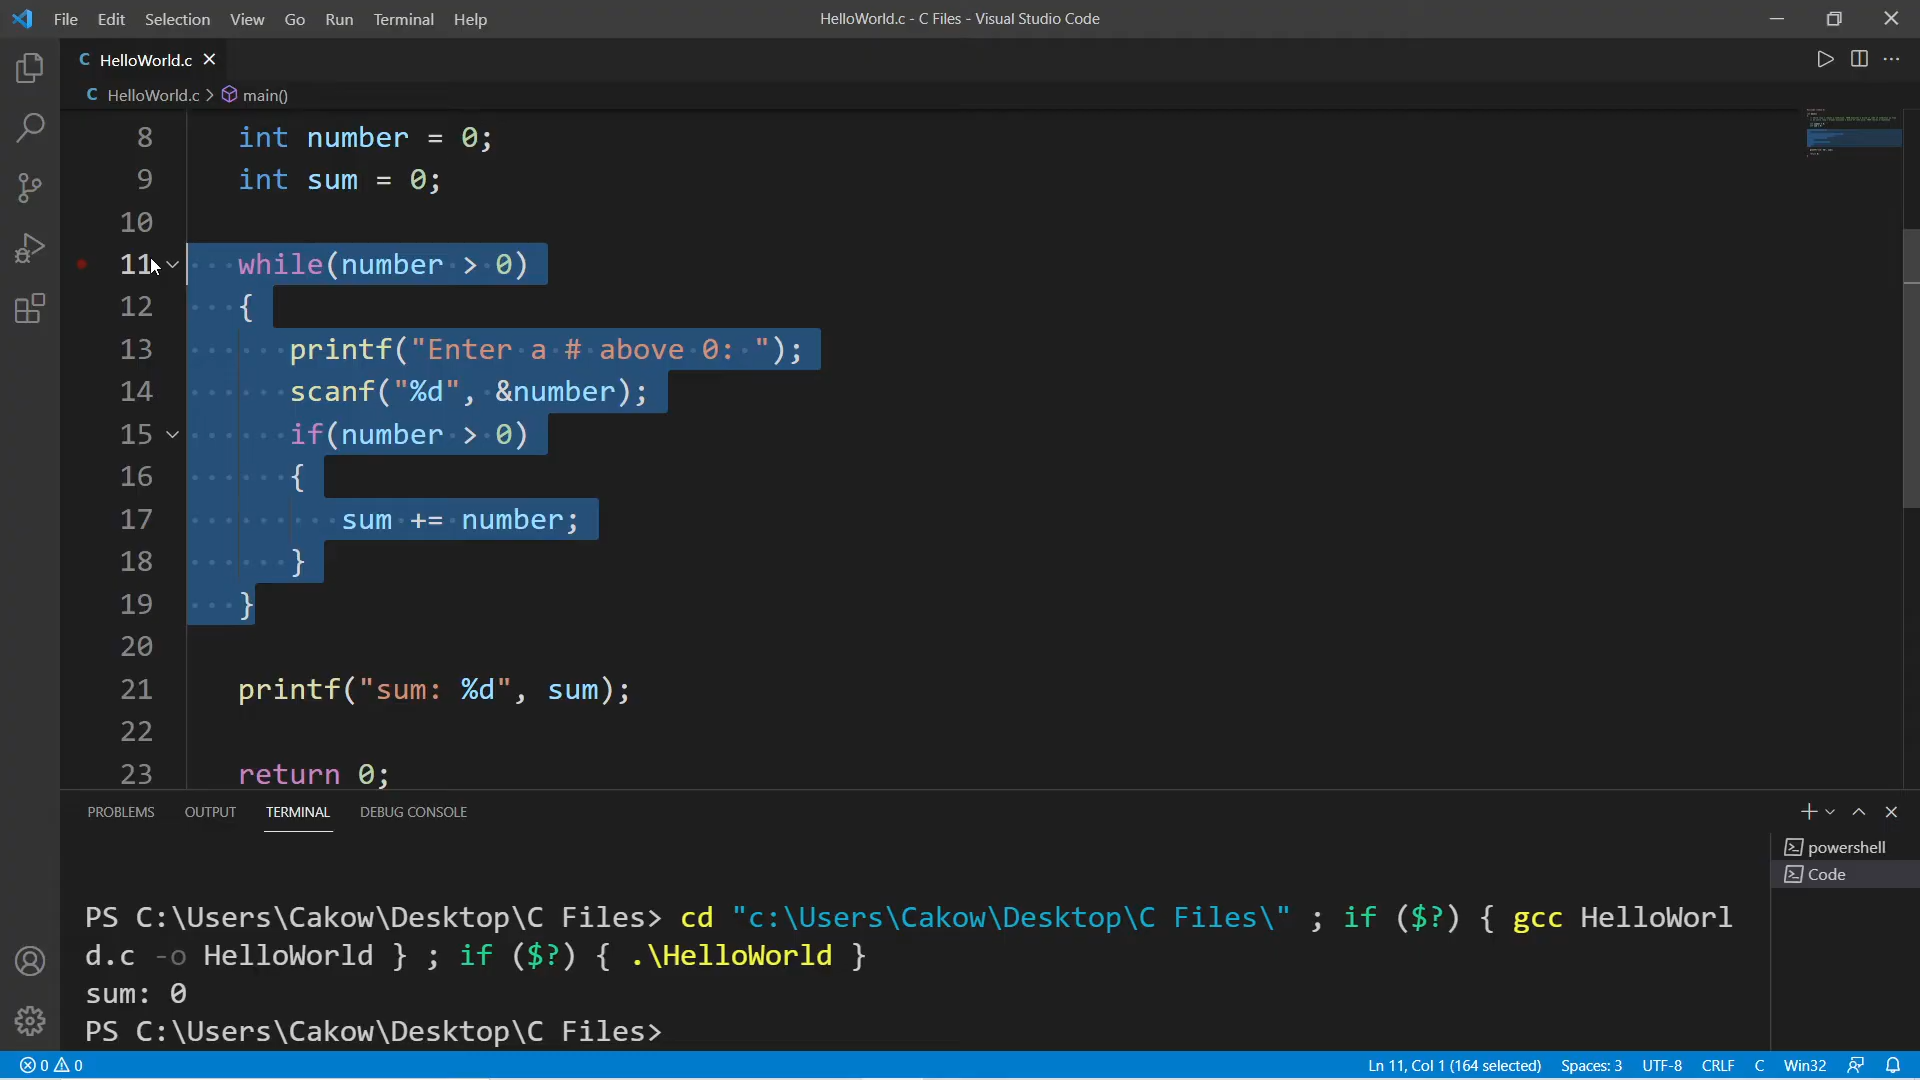 File Edit Selection View Go Run Terminal Help HelloWorld.c - C Files - Visual Studio Code
C HelloWorld.c
C HelloWorld.c > main()
8 int number = 0;
9 int sum = 0;
10
11 while(number > 0)
12 {
13 printf("Enter a # above 0: ");
14 scanf("%d", &number);
15 if(number > 0)
16 {
17 sum += number;
18 }
19 }
20
21 printf("sum: %d", sum);
22
23 return 0;
PROBLEMS OUTPUT TERMINAL DEBUG CONSOLE
powershell
Code
PS C:\Users\Cakow\Desktop\C Files> cd "c:\Users\Cakow\Desktop\C Files\" ; if ($?) { gcc HelloWorl
d.c -o HelloWorld } ; if ($?) { .\HelloWorld }
sum: 0
PS C:\Users\Cakow\Desktop\C Files>
0 0 Ln 11, Col 1 (164 selected) Spaces: 3 UTF-8 CRLF C Win32